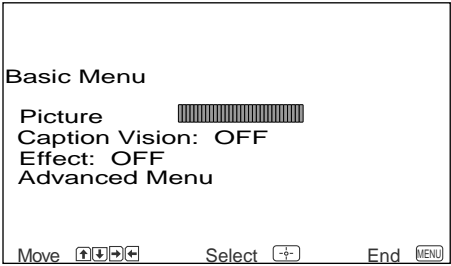 Basic Menu
Picture
Caption Vision: OFF
Effect: OFF
Advanced Menu
Move Select End MENU